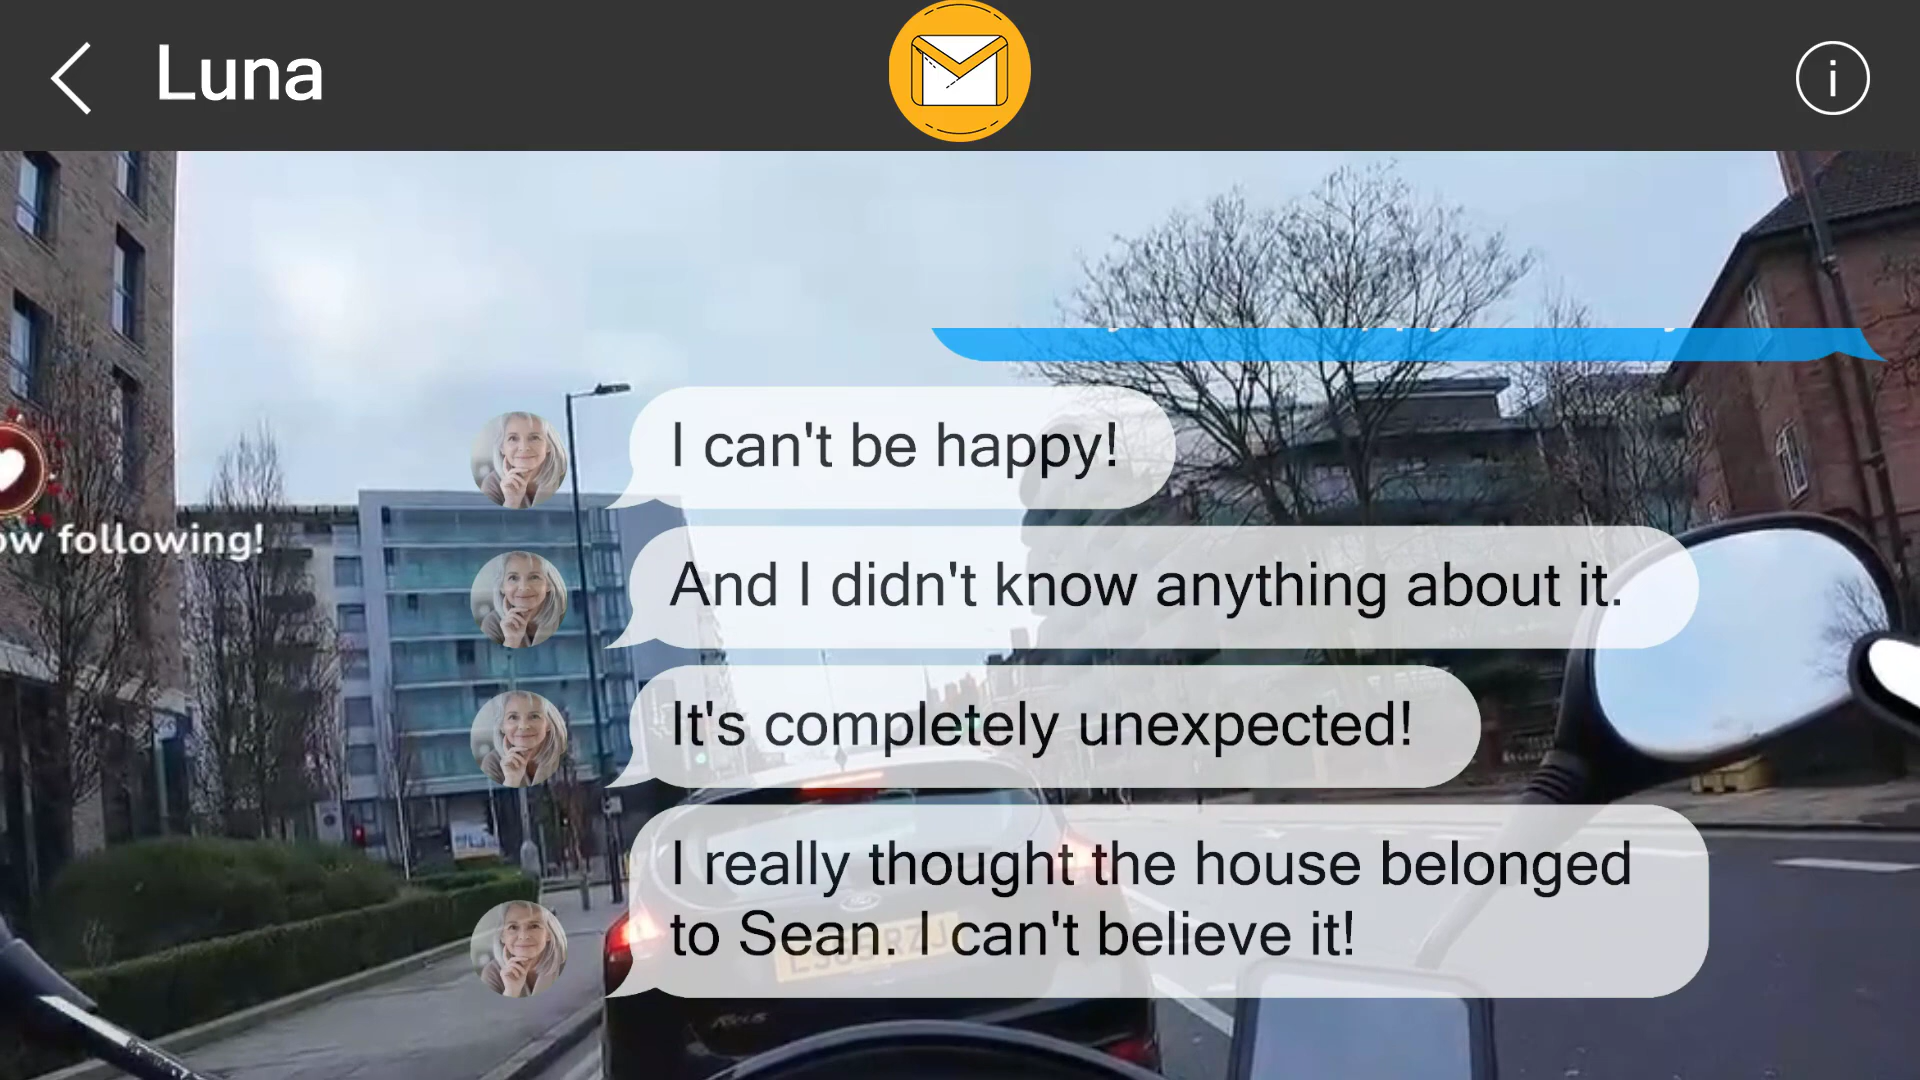 Luna
I can't be happy!
ow following!
And I didn't know anything about it.
It's completely unexpected!
I really thought the house belonged
to Sean. I can't believe it!